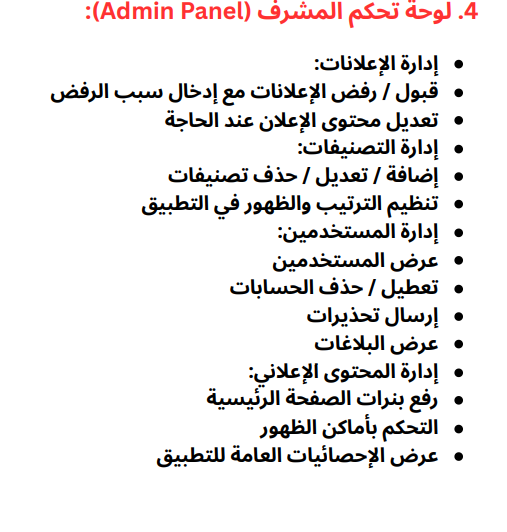 4. لوحة تحكم المشرف (Admin Panel):
• إدارة الإعلانات:
• قبول / رفض الإعلانات مع إدخال سبب الرفض
• تعديل محتوى الإعلان عند الحاجة
• إدارة التصنيفات:
• إضافة / تعديل / حذف تصنيفات
• تنظيم الترتيب والظهور في التطبيق
• إدارة المستخدمين:
• عرض المستخدمين
• تعطيل / حذف الحسابات
• إرسال تحذيرات
• عرض البلاغات
• إدارة المحتوى الإعلاني:
• رفع بنرات الصفحة الرئيسية
• التحكم بأماكن الظهور
• عرض الإحصائيات العامة للتطبيق